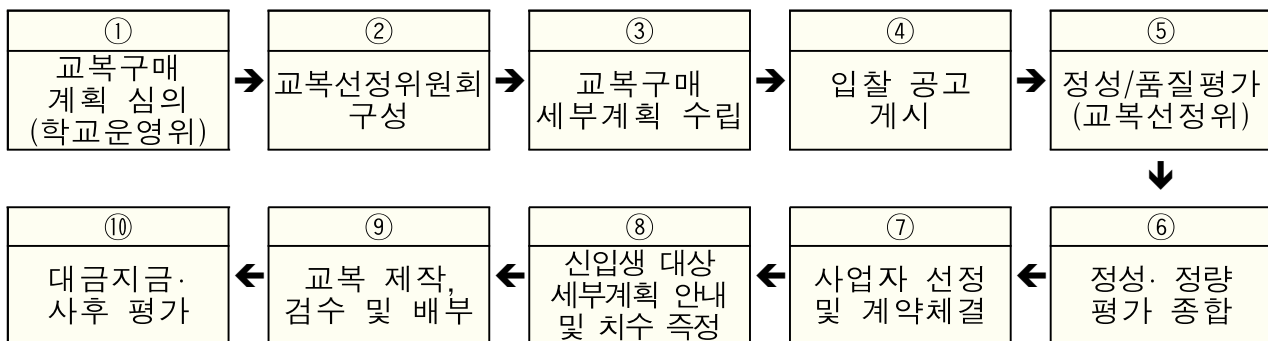 ①
교복구매
계획 심의
(학교운영위)
②
교복선정위원회
구성
③
교복구매
세부계획 수립
④
입찰 공고
게시
⑤
정성/품질평가
(교복선정위)
⑥
정성· 정량
평가 종합
⑦
사업자 선정
및 계약체결
⑧
신입생 대상
세부계획 안내
및 치수 측정
⑨
교복 제작,
검수 및 배부
⑩
대금지금·
사후 평가